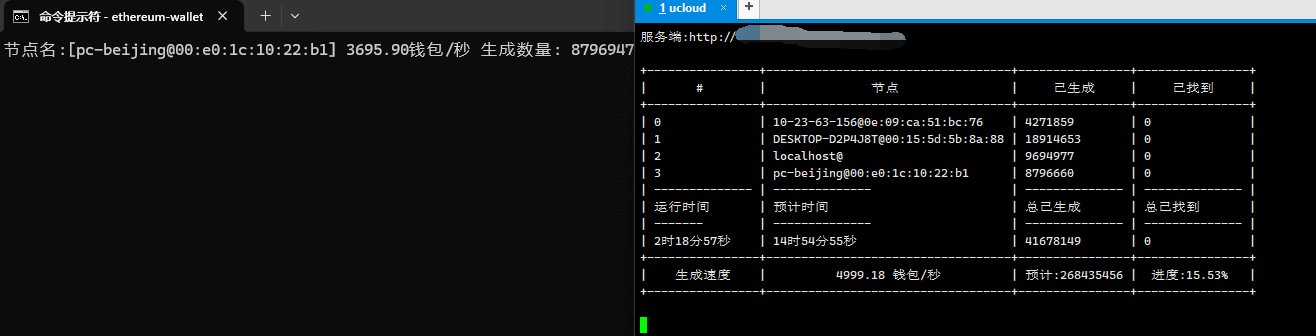 命令提示符 - ethereum-wallet
节点名:[pc-beijing@00:e0:1c:10:22:b1] 3695.90钱包/秒 生成数量: 8796947
1 ucloud
服务端:http://
# 节点 已生成 已找到
0 10-23-63-156@0e:09:ca:51:bc:76 4271859 0
1 DESKTOP-D2P4J8T@00:15:5d:5b:8a:88 18914653 0
2 localhost@ 9694977 0
3 pc-beijing@00:e0:1c:10:22:b1 8796660 0
运行时间 预计时间 总已生成 总已找到
2时18分57秒 14时54分55秒 41678149 0
生成速度 4999.18 钱包/秒 预计:268435456 进度:15.53%